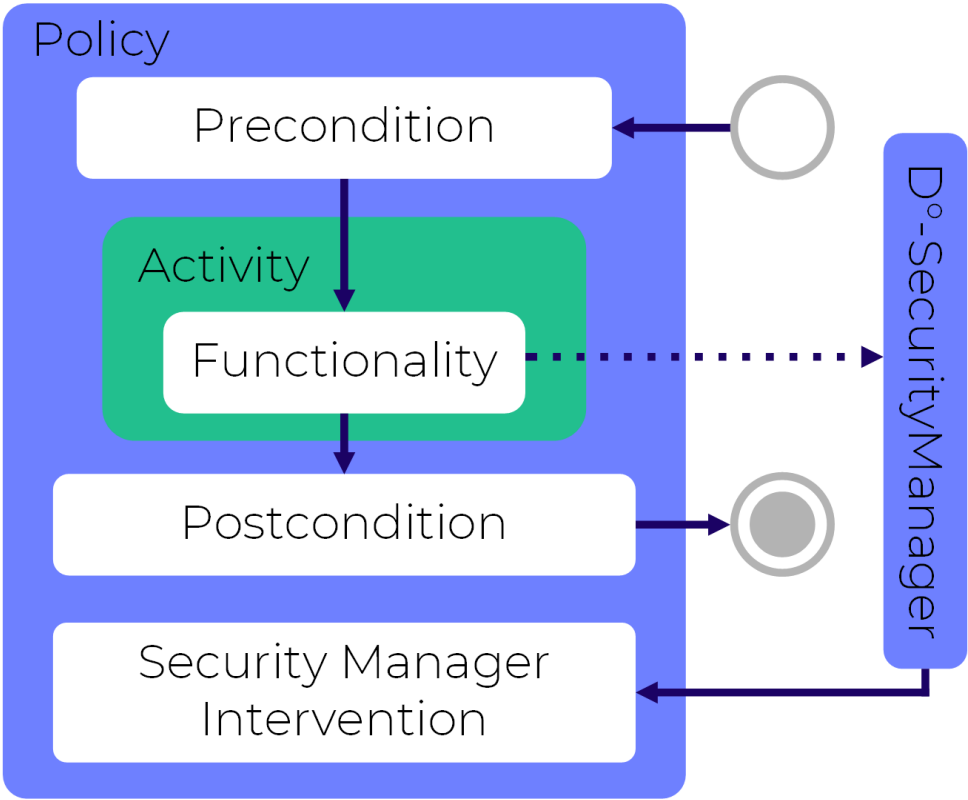 Policy
Precondition
Activity
Functionality
Postcondition
Security Manager
Intervention
D°-SecurityManager